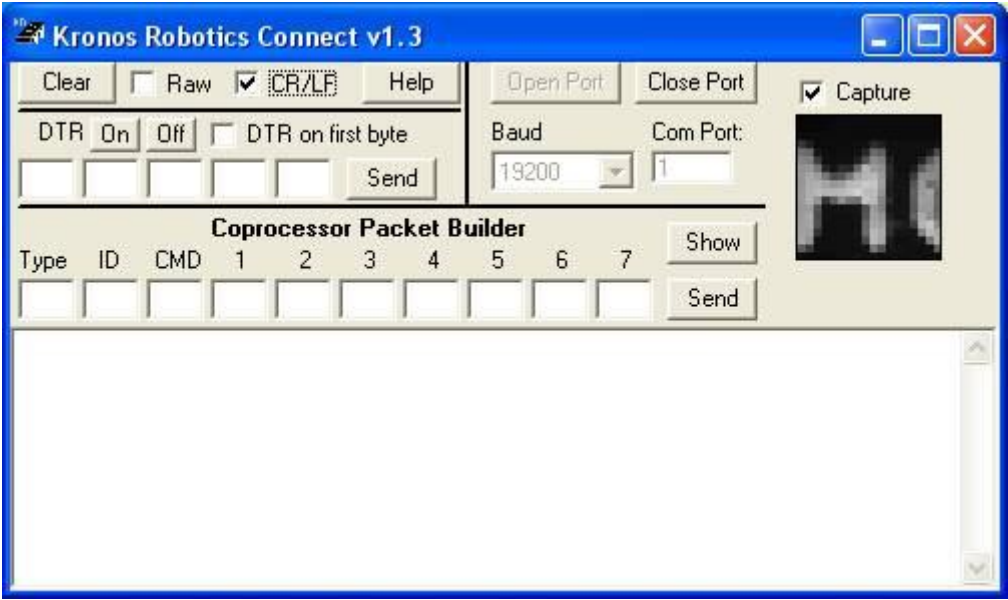 Kronos Robotics Connect v1.3
Clear Raw CR/LF Help Open Port Close Port Capture
DTR On Off DTR on first byte Baud Com Port:
Send 19200 1
H
Coprocessor Packet Builder
Show
Type ID CMD 1 2 3 4 5 6 7
Send